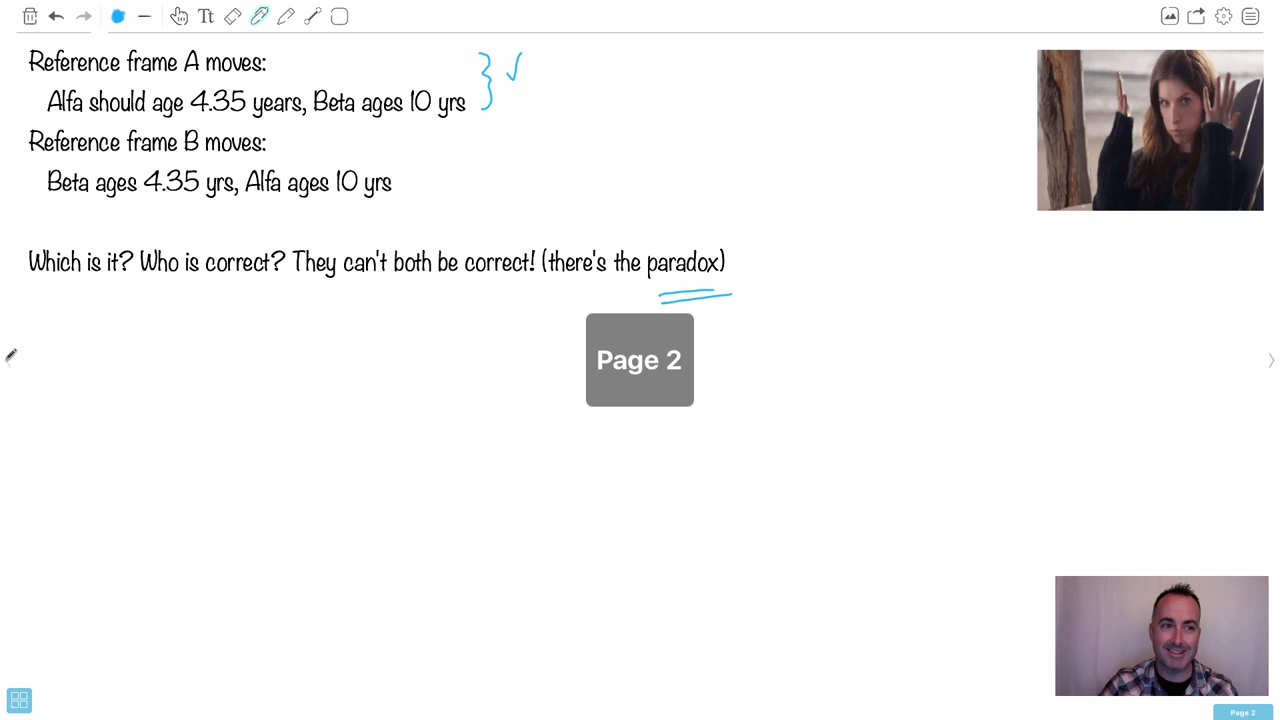 Tt
Reference frame A moves:
Alfa should age 4.35 years, Beta ages 10 yrs
Reference frame B moves:
Beta ages 4.35 yrs, Alfa ages 10 yrs
Which is it? Who is correct? They can't both be correct! (there's the paradox)
Page 2
Page 2